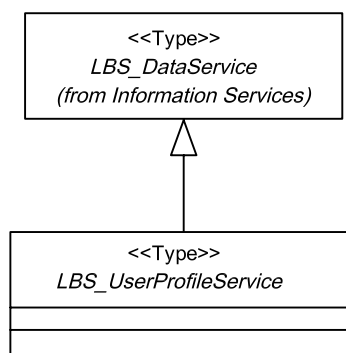 <<Type>>
LBS_DataService
(from Information Services)
<<Type>>
LBS_UserProfileService